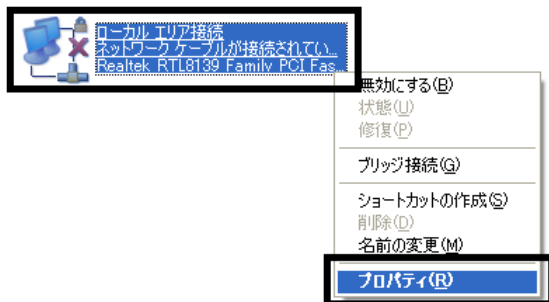 ローカル エリア接続
ネットワーク ケーブルが接続されてい...
Realtek RTL8139 Family PCI Fas...
無効にする(B)
状態(U)
修復(P)
ブリッジ接続(G)
ショートカットの作成(S)
削除(D)
名前の変更(M)
プロパティ(R)